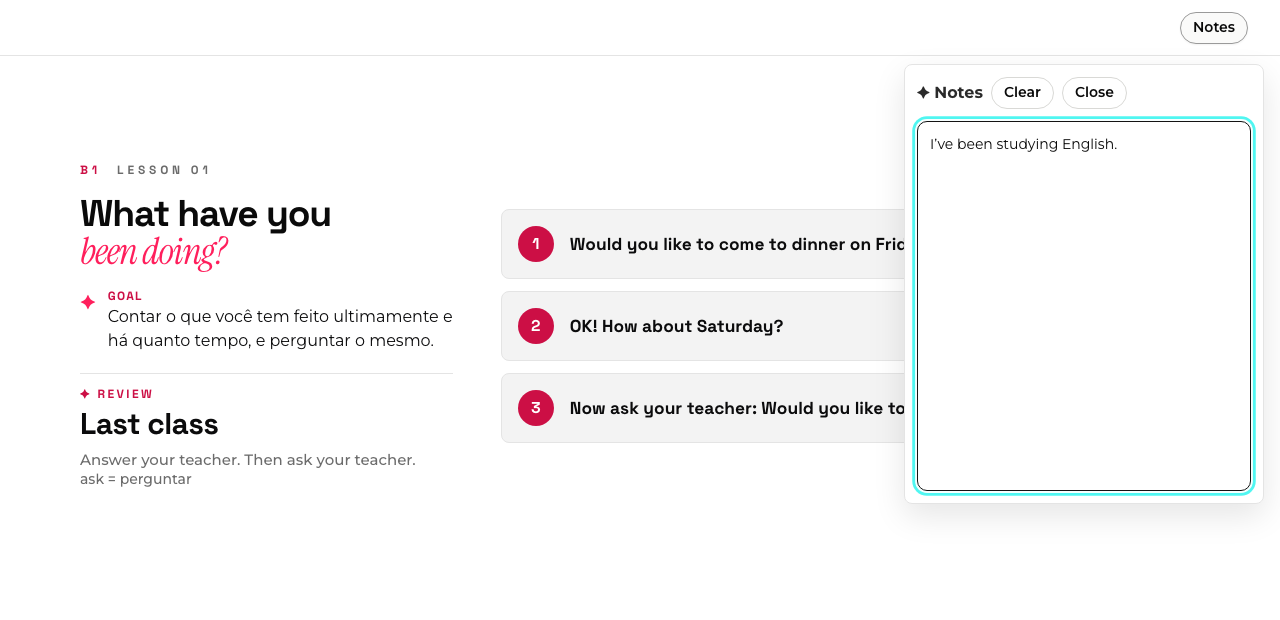 Notes
✦ Notes Clear Close
I've been studying English.
B1 LESSON 01
What have you
been doing?
GOAL
Contar o que você tem feito ultimamente e
há quanto tempo, e perguntar o mesmo.
✦ REVIEW
Last class
Answer your teacher. Then ask your teacher.
ask = perguntar
1 Would you like to come to dinner on
2 OK! How about Saturday?
3 Now ask your teacher: Would you like to